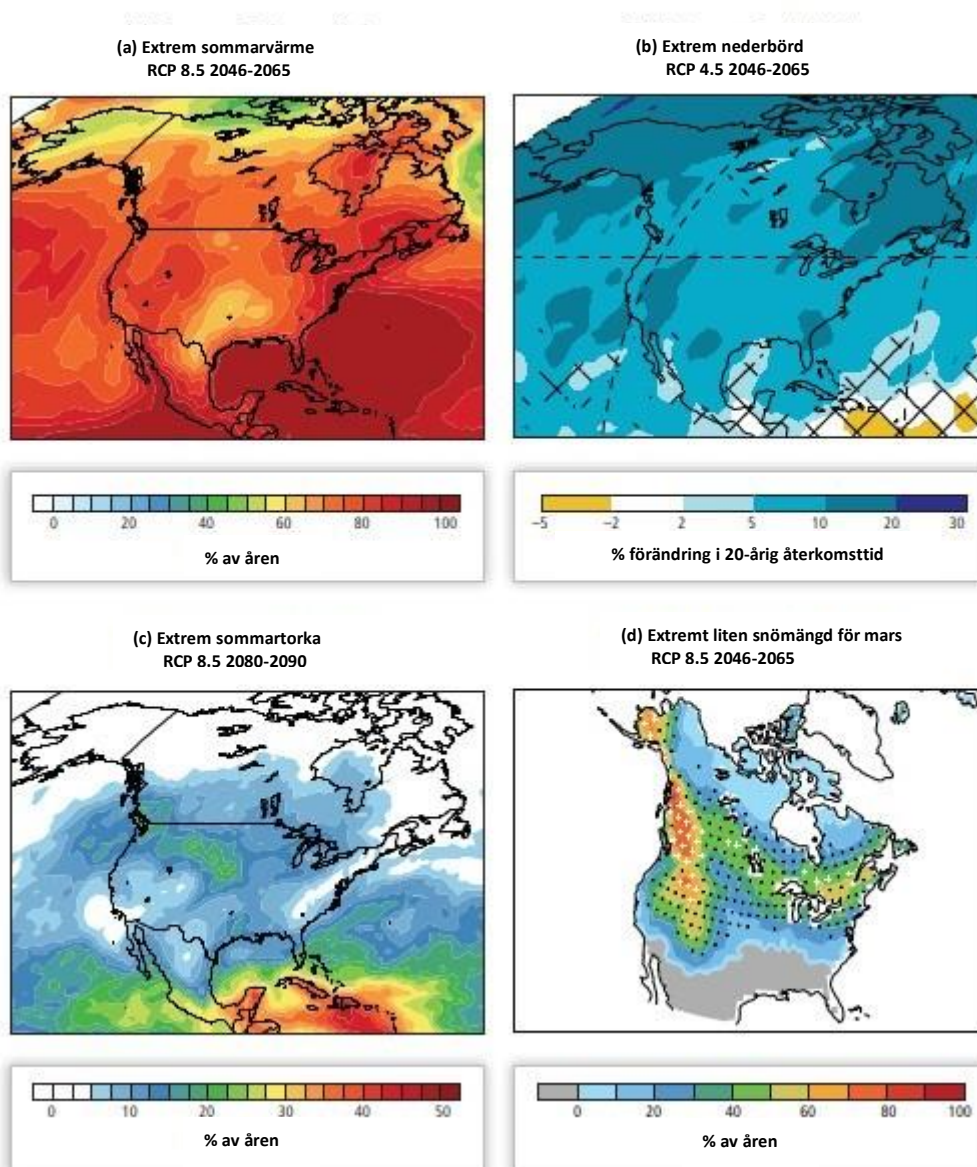 (a) Extrem sommarvärme
RCP 8.5 2046-2065
(b) Extrem nederbörd
RCP 4.5 2046-2065
0 20 40 60 80 100
% av åren
−5 −2 2 5 10 20 30
% förändring i 20-årig återkomsttid
(c) Extrem sommartorka
RCP 8.5 2080-2090
(d) Extremt liten snömängd för mars
RCP 8.5 2046-2065
0 10 20 30 40 50
% av åren
0 20 40 60 80 100
% av åren